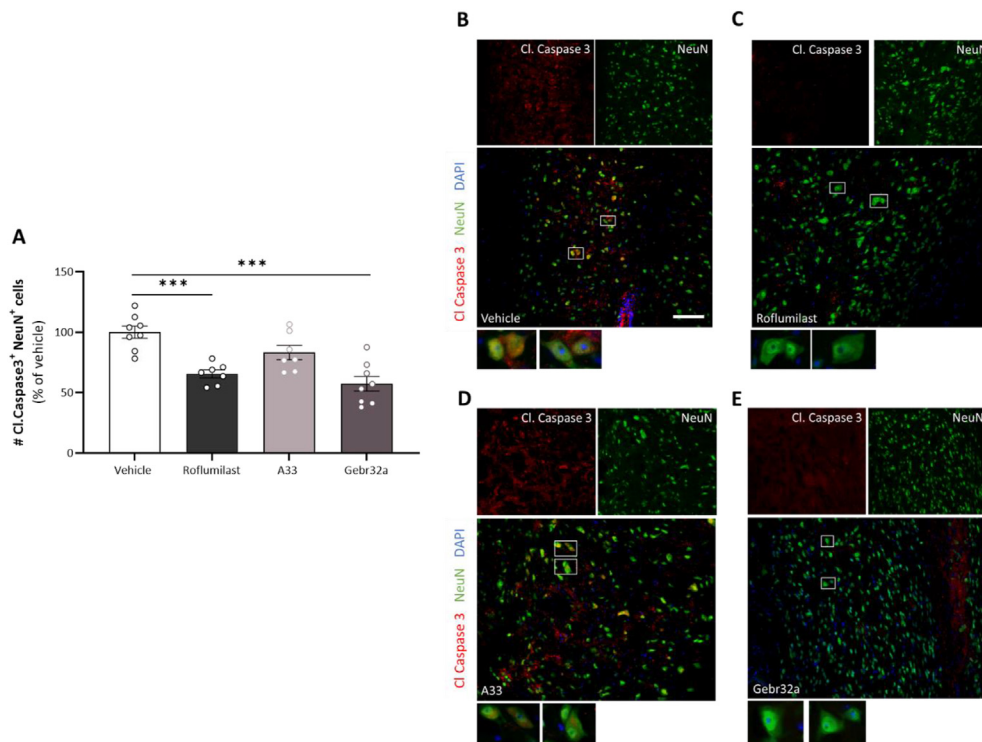 A
# Cl.Caspase3⁺ NeuN⁺ cells
(% of vehicle)
150
100
50
0
***
***
Vehicle
Roflumilast
A33
Gebr32a
B
Cl. Caspase 3
NeuN
Cl Caspase 3 NeuN DAPI
Vehicle
C
Cl. Caspase 3
NeuN
Roflumilast
D
Cl. Caspase 3
NeuN
Cl Caspase 3 NeuN DAPI
A33
E
Cl. Caspase 3
NeuN
Gebr32a